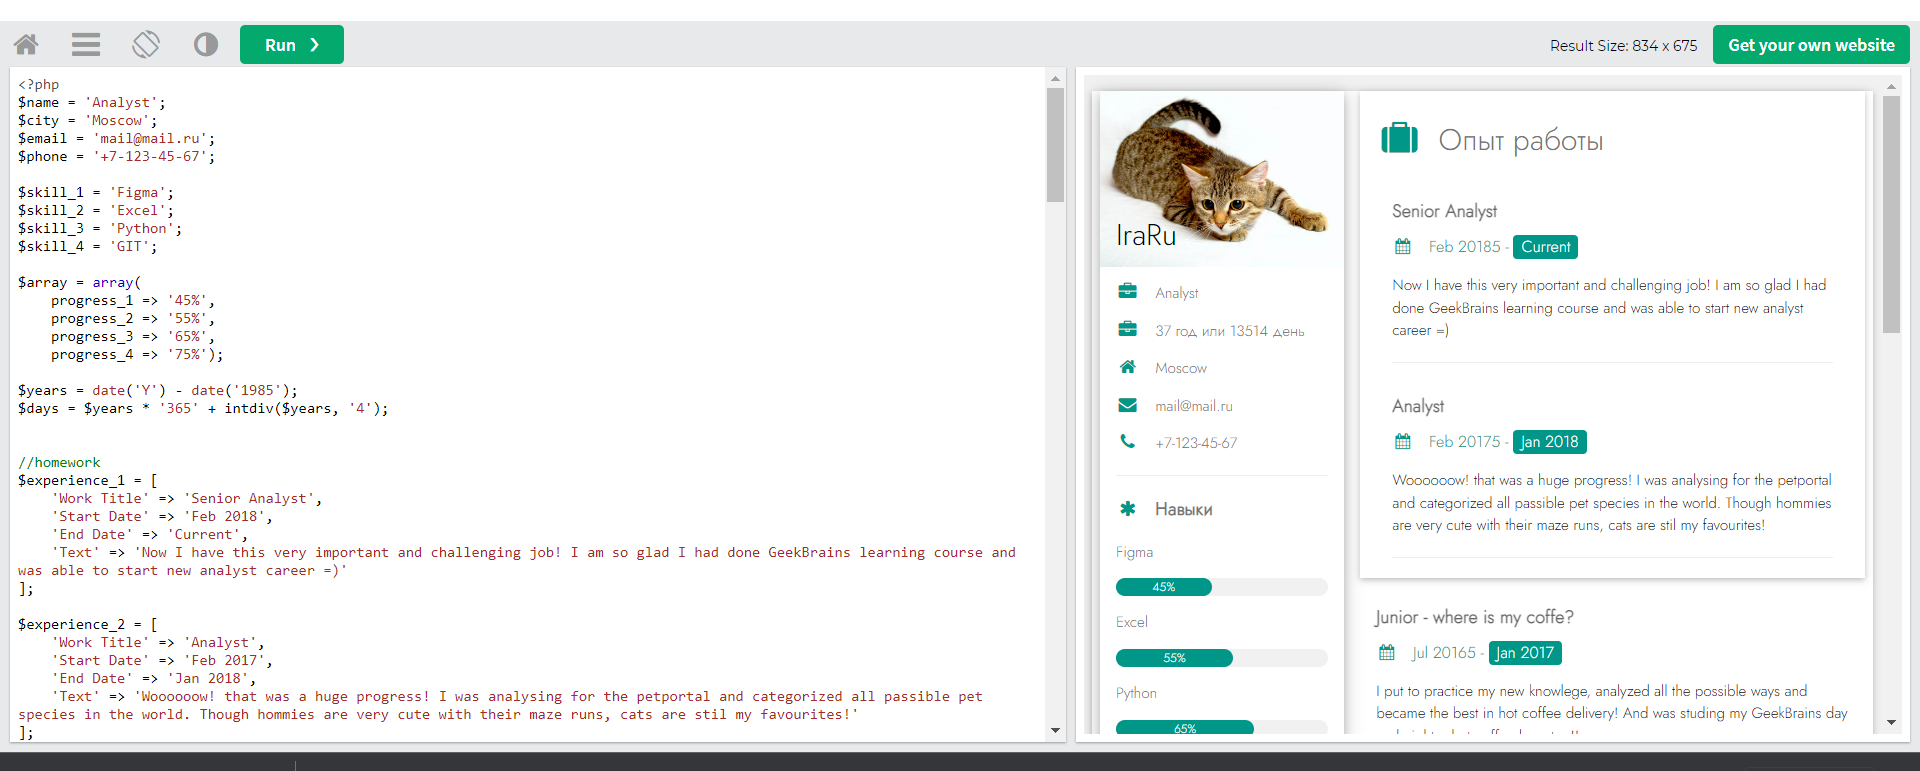 Run ❯
Result Size: 834 x 675
Get your own website
<?php
$name = 'Analyst';
$city = 'Moscow';
$email = 'mail@mail.ru';
$phone = '+7-123-45-67';
$skill_1 = 'Figma';
$skill_2 = 'Excel';
$skill_3 = 'Python';
$skill_4 = 'GIT';
$array = array(
    progress_1 => '45%',
    progress_2 => '55%',
    progress_3 => '65%',
    progress_4 => '75%');
$years = date('Y') - date('1985');
$days = $years * '365' + intdiv($years, '4');
//homework
$experience_1 = [
    'Work Title' => 'Senior Analyst',
    'Start Date' => 'Feb 2018',
    'End Date' => 'Current',
    'Text' => 'Now I have this very important and challenging job! I am so glad I had done GeekBrains learning course and
was able to start new analyst career =)'
];
$experience_2 = [
    'Work Title' => 'Analyst',
    'Start Date' => 'Feb 2017',
    'End Date' => 'Jan 2018',
    'Text' => 'Woooooow! that was a huge progress! I was analysing for the petportal and categorized all passible pet
species in the world. Though hommies are very cute with their maze runs, cats are stil my favourites!'
];
IraRu
Analyst
37 год или 13514 день
Moscow
mail@mail.ru
+7-123-45-67
Навыки
Figma
45%
Excel
55%
Python
65%
Опыт работы
Senior Analyst
Feb 20185 - Current
Now I have this very important and challenging job! I am so glad I had
done GeekBrains learning course and was able to start new analyst
career =)
Analyst
Feb 20175 - Jan 2018
Woooooow! that was a huge progress! I was analysing for the petportal
and categorized all passible pet species in the world. Though hommies
are very cute with their maze runs, cats are stil my favourites!
Junior - where is my coffe?
Jul 20165 - Jan 2017
I put to practice my new knowlege, analyzed all the possible ways and
became the best in hot coffee delivery! And was studing my GeekBrains day